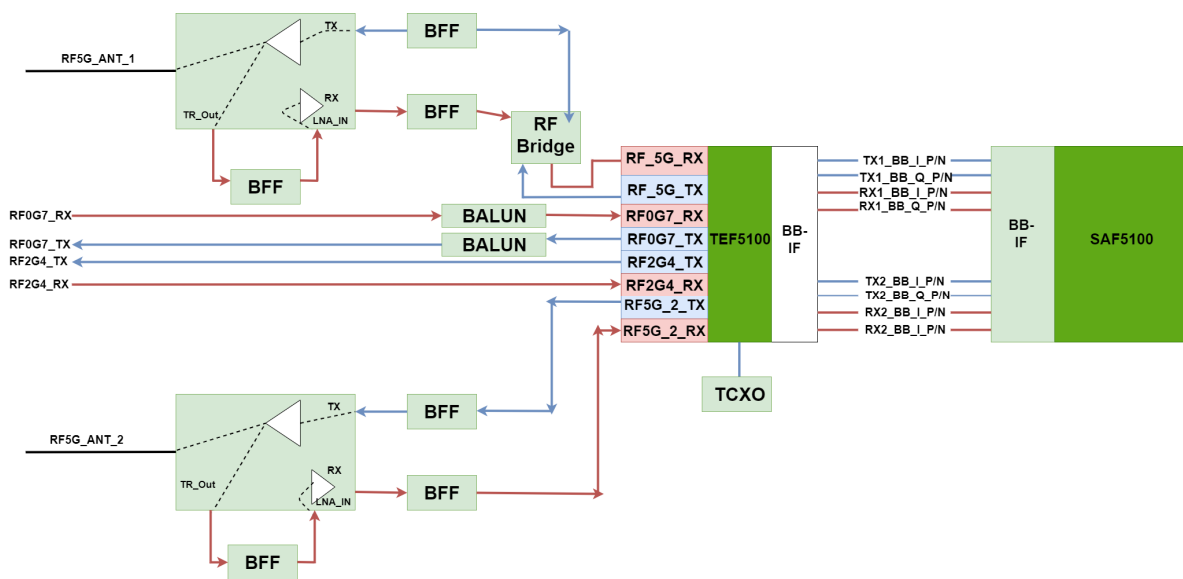 TX
BFF
RF5G_ANT_1
RX
TR_Out
LNA_IN
BFF
BFF
RF
Bridge
RF_5G_RX
RF_5G_TX
RF0G7_RX
BALUN
RF0G7_RX
RF0G7_TX
BALUN
RF0G7_TX
RF2G4_TX
RF2G4_TX
RF2G4_RX
RF2G4_RX
RF5G_2_TX
RF5G_2_RX
TEF5100
BB-
IF
TX1_BB_I_P/N
TX1_BB_Q_P/N
RX1_BB_I_P/N
RX1_BB_Q_P/N
TX2_BB_I_P/N
TX2_BB_Q_P/N
RX2_BB_I_P/N
RX2_BB_I_P/N
BB-
IF
SAF5100
TCXO
TX
BFF
RF5G_ANT_2
RX
TR_Out
LNA_IN
BFF
BFF